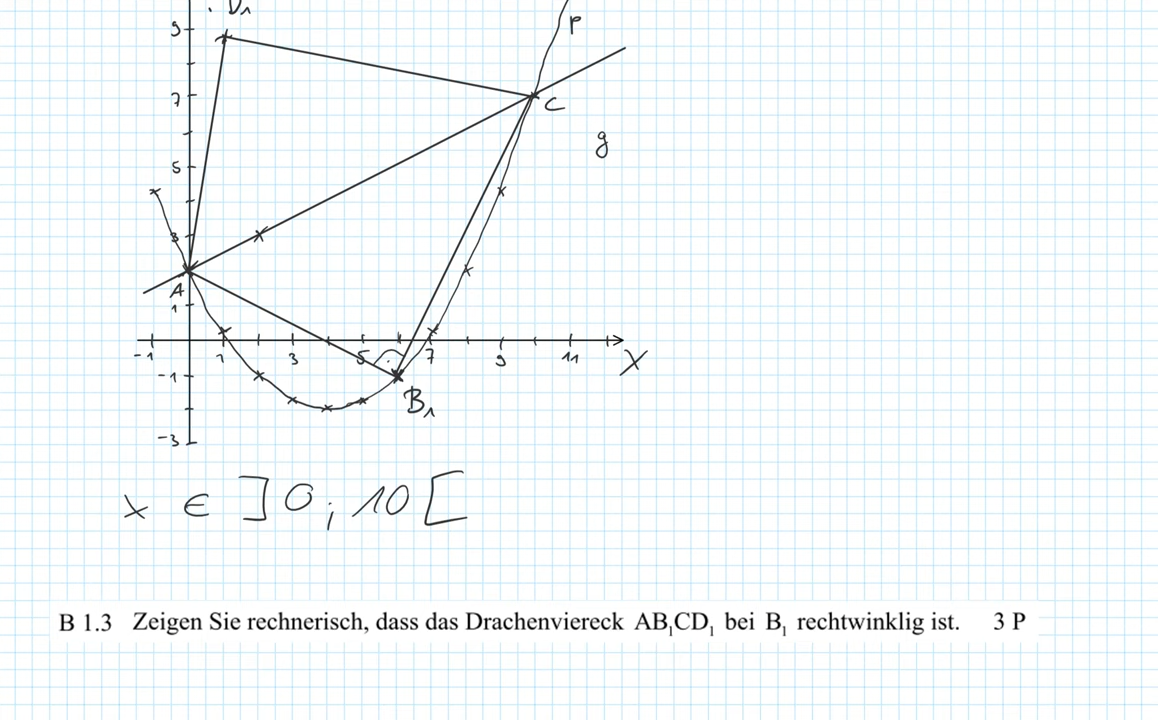 D₁
9
P
7
C
g
5
3
A
1
-1 1 3 5 7 9 11 X
-1
B₁
-3
x ∈ ]0; 10[
B 1.3 Zeigen Sie rechnerisch, dass das Drachenviereck AB₁CD₁ bei B₁ rechtwinklig ist. 3 P